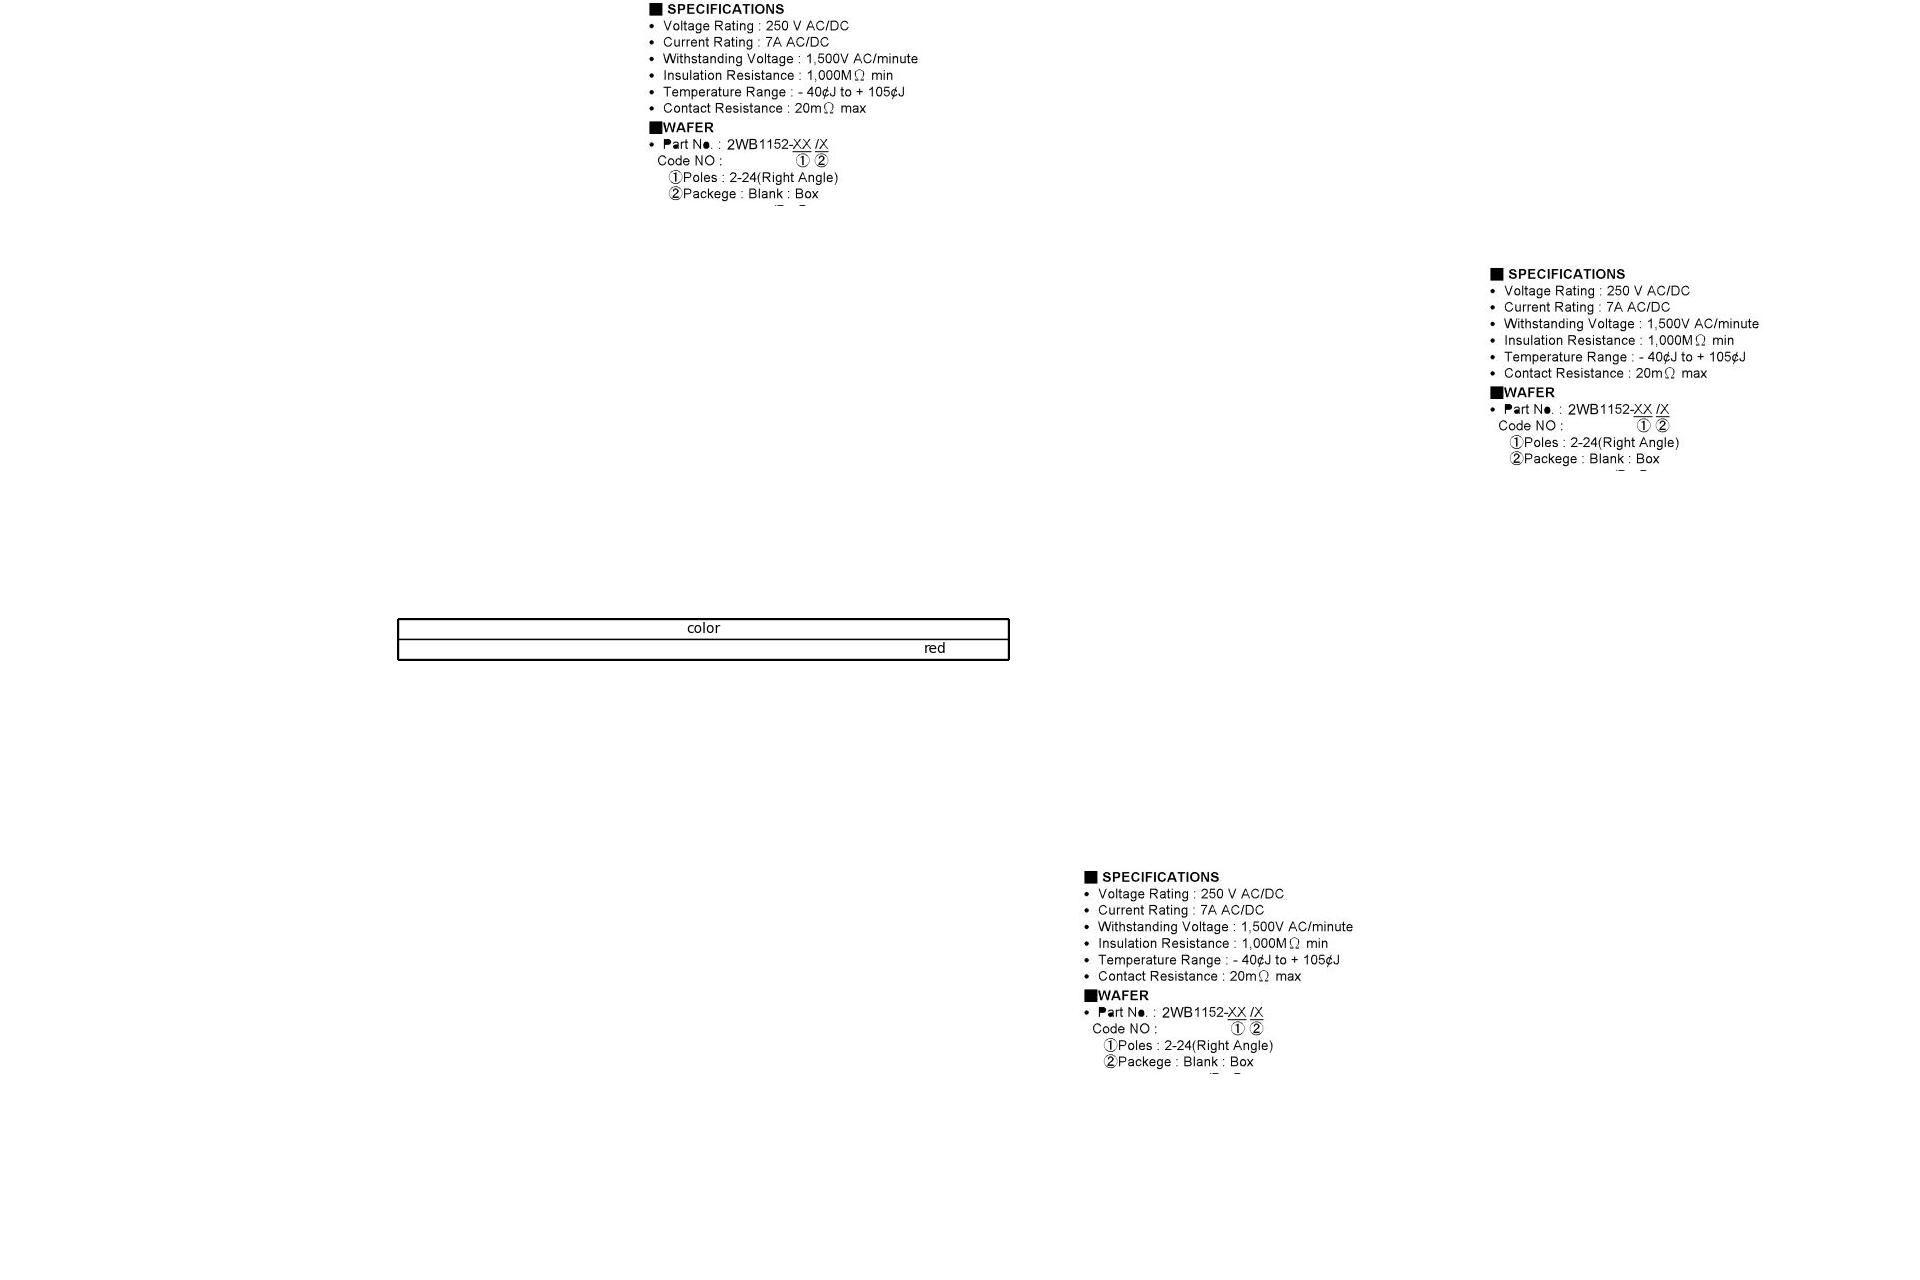 ■ SPECIFICATIONS
• Voltage Rating : 250 V AC/DC
• Current Rating : 7A AC/DC
• Withstanding Voltage : 1,500V AC/minute
• Insulation Resistance : 1,000MΩ min
• Temperature Range : - 40¢J to + 105¢J
• Contact Resistance : 20mΩ max
■WAFER
• Part No. : 2WB1152-XX /X
Code NO : ① ②
①Poles : 2-24(Right Angle)
②Packege : Blank : Box
■ SPECIFICATIONS
• Voltage Rating : 250 V AC/DC
• Current Rating : 7A AC/DC
• Withstanding Voltage : 1,500V AC/minute
• Insulation Resistance : 1,000MΩ min
• Temperature Range : - 40¢J to + 105¢J
• Contact Resistance : 20mΩ max
■WAFER
• Part No. : 2WB1152-XX /X
Code NO : ① ②
①Poles : 2-24(Right Angle)
②Packege : Blank : Box
color
red
■ SPECIFICATIONS
• Voltage Rating : 250 V AC/DC
• Current Rating : 7A AC/DC
• Withstanding Voltage : 1,500V AC/minute
• Insulation Resistance : 1,000MΩ min
• Temperature Range : - 40¢J to + 105¢J
• Contact Resistance : 20mΩ max
■WAFER
• Part No. : 2WB1152-XX /X
Code NO : ① ②
①Poles : 2-24(Right Angle)
②Packege : Blank : Box